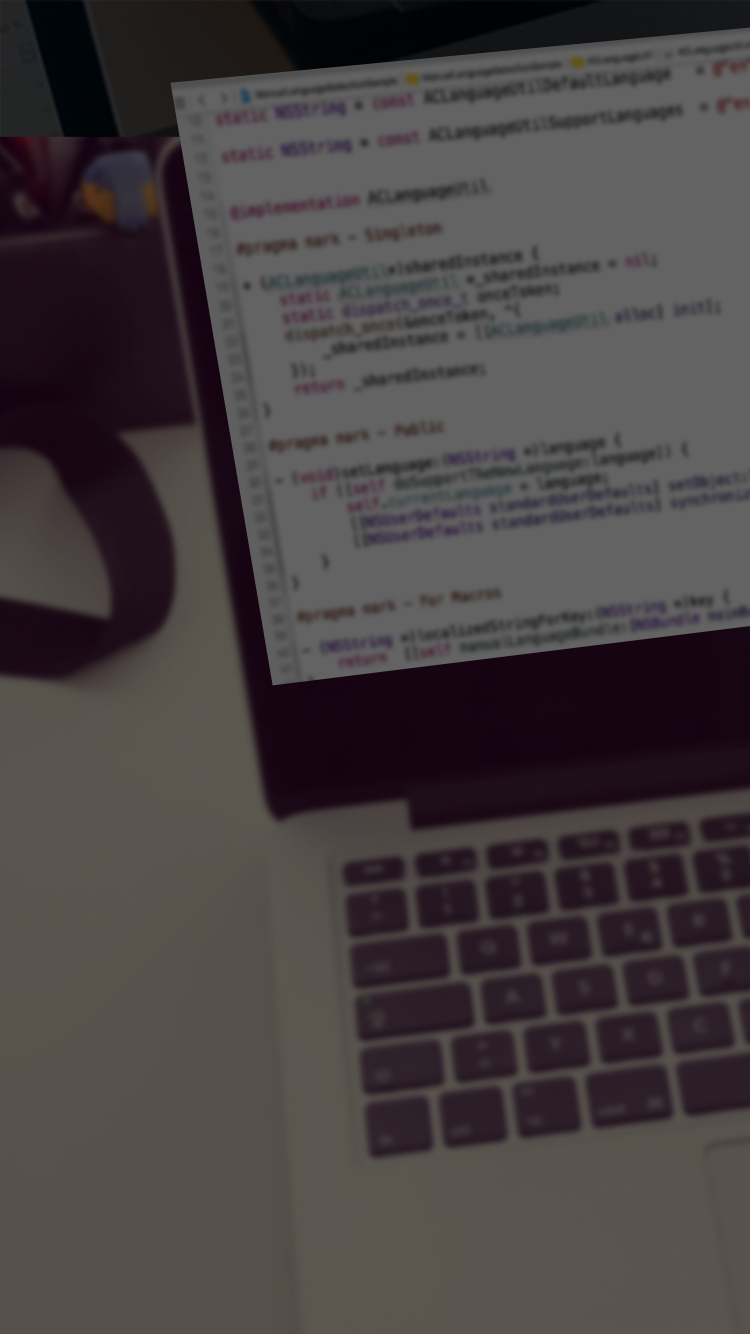 static NSString * const ACLanguageUtilDefaultLanguage = @"en
static NSString * const ACLanguageUtilSupportLanguages = @"en
@implementation ACLanguageUtil
#pragma mark - Singleton
+ (ACLanguageUtil*)sharedInstance {
static ACLanguageUtil *_sharedInstance = nil;
static dispatch_once_t onceToken;
dispatch_once(&onceToken, ^{
_sharedInstance = [[ACLanguageUtil alloc] init];
});
return _sharedInstance;
}
#pragma mark - Public
- (void)setLanguage:(NSString *)language {
if ([self doSupportTheNewLanguage:language]) {
self.currentLanguage = language;
[[NSUserDefaults standardUserDefaults] setObject:
[[NSUserDefaults standardUserDefaults] synchroni
}
}
#pragma mark - For Macros
- (NSString *)localizedStringForKey:(NSString *)key {
return [[self manualLanguageBundle:[NSBundle mainB
Q W E R
A S D F
Y X C